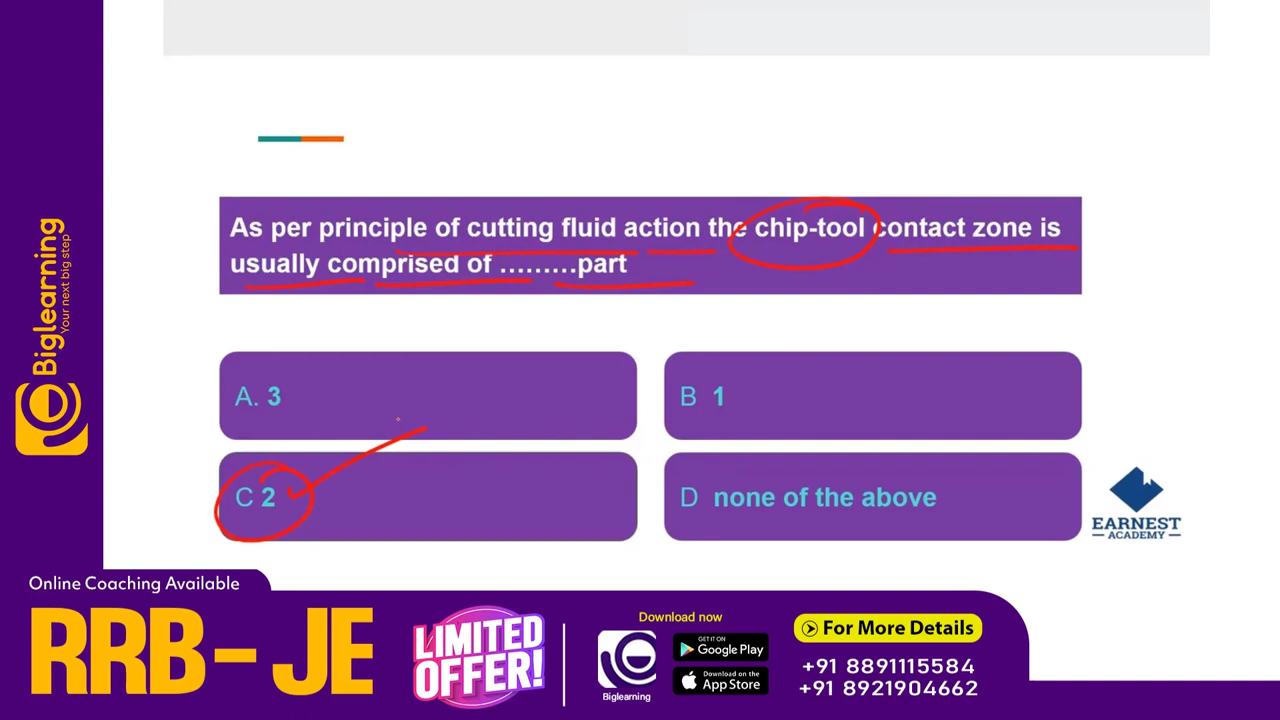 Biglearning
Your next big step
As per principle of cutting fluid action the chip-tool contact zone is
usually comprised of ………part
A. 3
B 1
C 2
D none of the above
EARNEST
ACADEMY
Online Coaching Available
RRB- JE
LIMITED
OFFER!
Download now
Biglearning
GET IT ON
Google Play
Download on the
App Store
For More Details
+91 8891115584
+91 8921904662